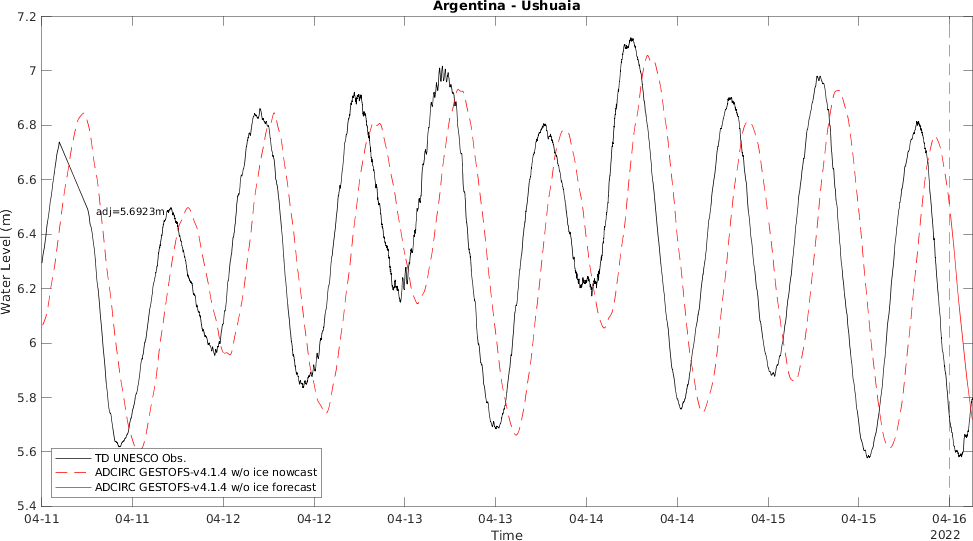 Argentina - Ushuaia
7.2
7
6.8
6.6
6.4
6.2
6
5.8
5.6
5.4
Water Level (m)
adj=5.6923m
TD UNESCO Obs.
ADCIRC GESTOFS-v4.1.4 w/o ice nowcast
ADCIRC GESTOFS-v4.1.4 w/o ice forecast
04-11 04-11 04-12 04-12 04-13 04-13 04-14 04-14 04-15 04-15 04-16
Time
2022